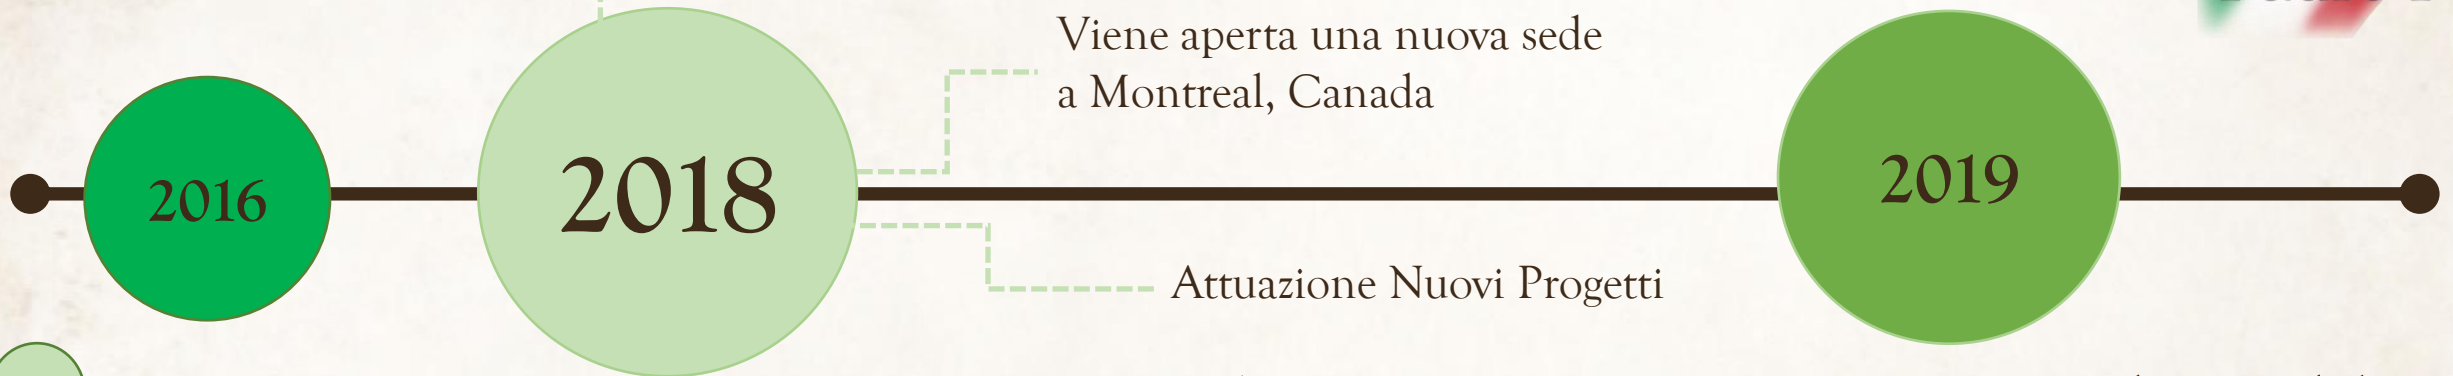 Viene aperta una nuova sede
a Montreal, Canada
2016
2018
2019
Attuazione Nuovi Progetti